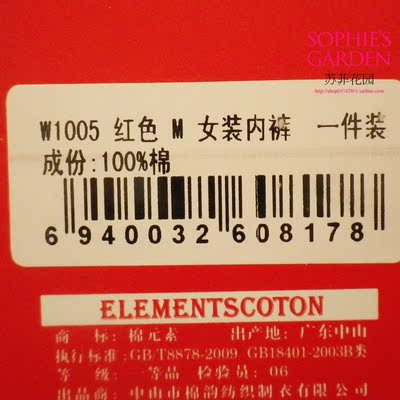 SOPHIE'S
GARDEN
苏菲花园
W1005 红色 M 女装内裤 一件装
成份:100%棉
6 940032 608178
ELEMENTSCOTON
商 标:棉元素 出产地:广东中山
执行标准:GB/T8878-2009 GB18401-2003B类
等 级:一等品 检验员:06
出品商:中山市棉韵纺织制衣有限公司